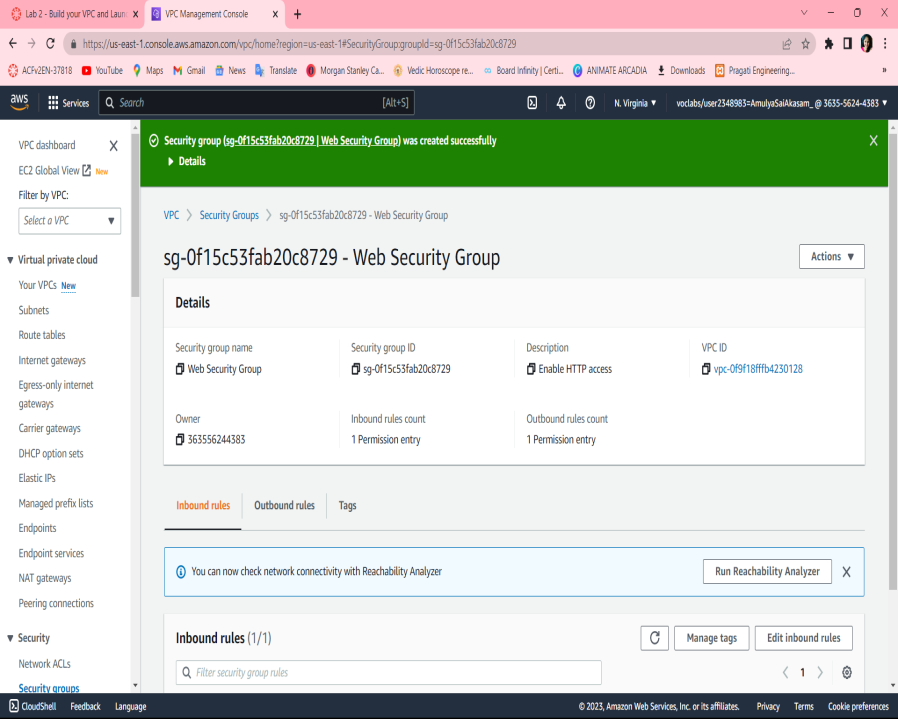 Lab 2 - Build your VPC and Laun
VPC Management Console
https://us-east-1.console.aws.amazon.com/vpc/home?region=us-east-1#SecurityGroup:groupId=sg-0f15c53fab20c8729
ACFv2EN-37818
YouTube
Maps
Gmail
News
Translate
Morgan Stanley Ca...
Vedic Horoscope re...
Board Infinity | Certi...
ANIMATE ARCADIA
Downloads
Pragati Engineering...
aws
Services
Search
[Alt+S]
N. Virginia
voclabs/user2348983=AmulyaSaiAkasam_ @ 3635-5624-4383
VPC dashboard
EC2 Global View New
Filter by VPC:
Select a VPC
Virtual private cloud
Your VPCs New
Subnets
Route tables
Internet gateways
Egress-only internet
gateways
Carrier gateways
DHCP option sets
Elastic IPs
Managed prefix lists
Endpoints
Endpoint services
NAT gateways
Peering connections
Security
Network ACLs
Security groups
Security group (sg-0f15c53fab20c8729 | Web Security Group) was created successfully
Details
VPC
Security Groups
sg-0f15c53fab20c8729 - Web Security Group
sg-0f15c53fab20c8729 - Web Security Group
Actions
Details
Security group name
Web Security Group
Security group ID
sg-0f15c53fab20c8729
Description
Enable HTTP access
VPC ID
vpc-0f9f18fffb4230128
Owner
363556244383
Inbound rules count
1 Permission entry
Outbound rules count
1 Permission entry
Inbound rules
Outbound rules
Tags
You can now check network connectivity with Reachability Analyzer
Run Reachability Analyzer
Inbound rules (1/1)
Manage tags
Edit inbound rules
Filter security group rules
1
CloudShell
Feedback
Language
© 2023, Amazon Web Services, Inc. or its affiliates.
Privacy
Terms
Cookie preferences